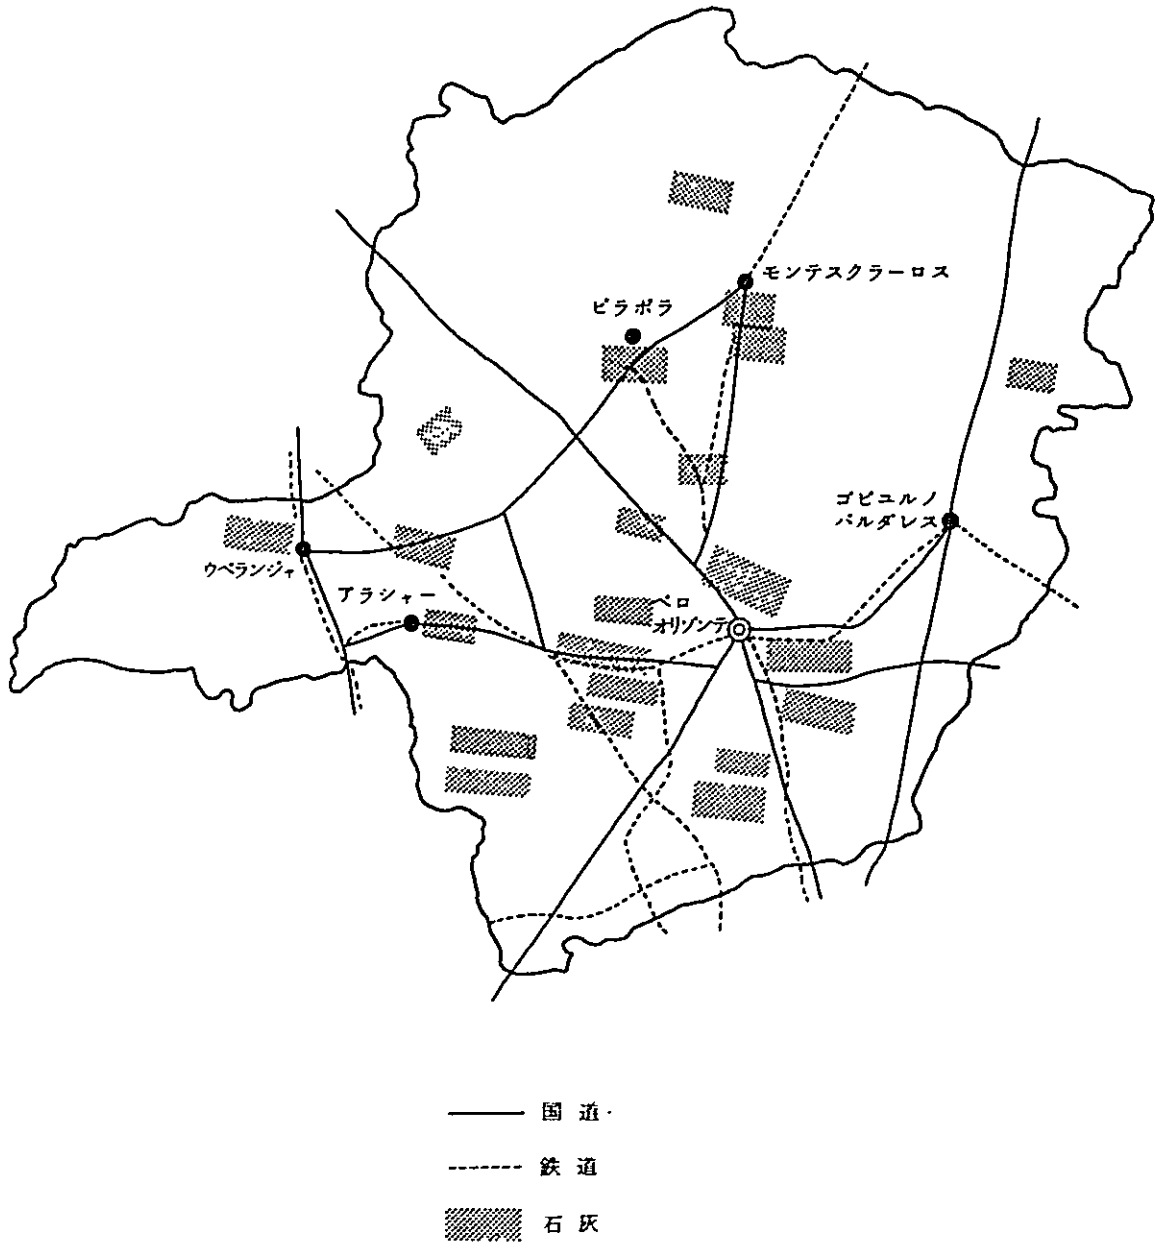 モンテスクラーロス
ピラポラ
ゴビユルノ
バルダレス
ウベランジャ
アラシャー
ベロ
オリゾンテ
国道
鉄道
石灰